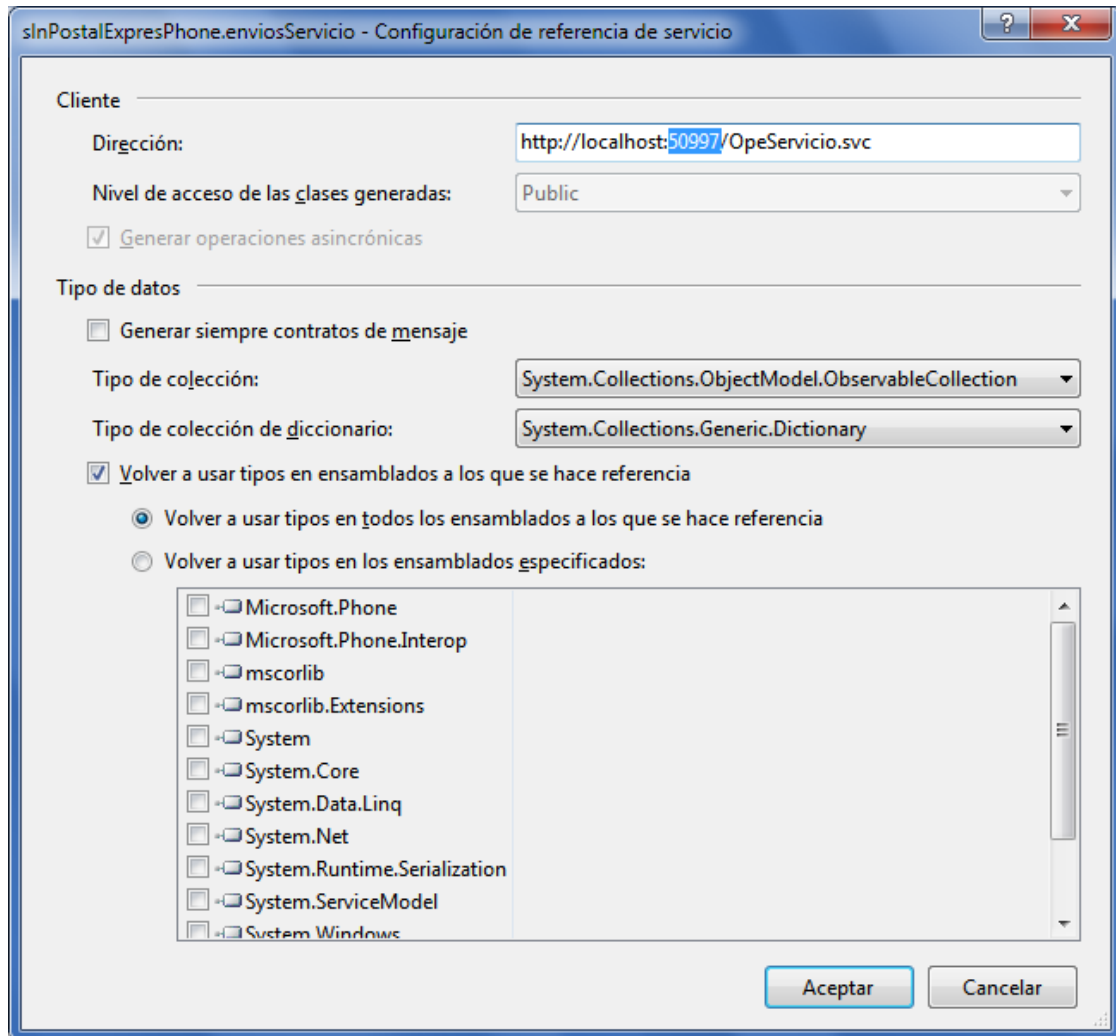 slnPostalExpresPhone.enviosServicio - Configuración de referencia de servicio
Cliente
Dirección: http://localhost:50997/OpeServicio.svc
Nivel de acceso de las clases generadas: Public
Generar operaciones asincrónicas
Tipo de datos
Generar siempre contratos de mensaje
Tipo de colección: System.Collections.ObjectModel.ObservableCollection
Tipo de colección de diccionario: System.Collections.Generic.Dictionary
Volver a usar tipos en ensamblados a los que se hace referencia
Volver a usar tipos en todos los ensamblados a los que se hace referencia
Volver a usar tipos en los ensamblados especificados:
Microsoft.Phone
Microsoft.Phone.Interop
mscorlib
mscorlib.Extensions
System
System.Core
System.Data.Linq
System.Net
System.Runtime.Serialization
System.ServiceModel
System.Windows
Aceptar Cancelar